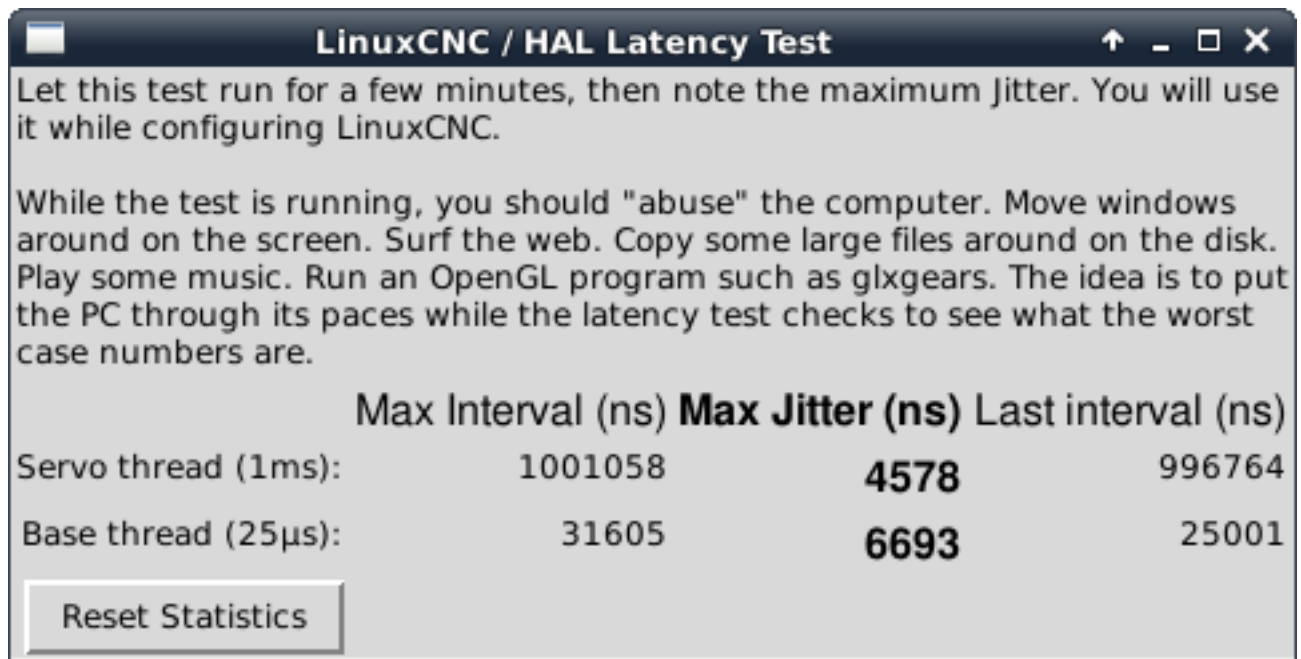 LinuxCNC / HAL Latency Test
Let this test run for a few minutes, then note the maximum Jitter. You will use
it while configuring LinuxCNC.
While the test is running, you should "abuse" the computer. Move windows
around on the screen. Surf the web. Copy some large files around on the disk.
Play some music. Run an OpenGL program such as glxgears. The idea is to put
the PC through its paces while the latency test checks to see what the worst
case numbers are.
Max Interval (ns) Max Jitter (ns) Last interval (ns)
Servo thread (1ms): 1001058 4578 996764
Base thread (25µs): 31605 6693 25001
Reset Statistics